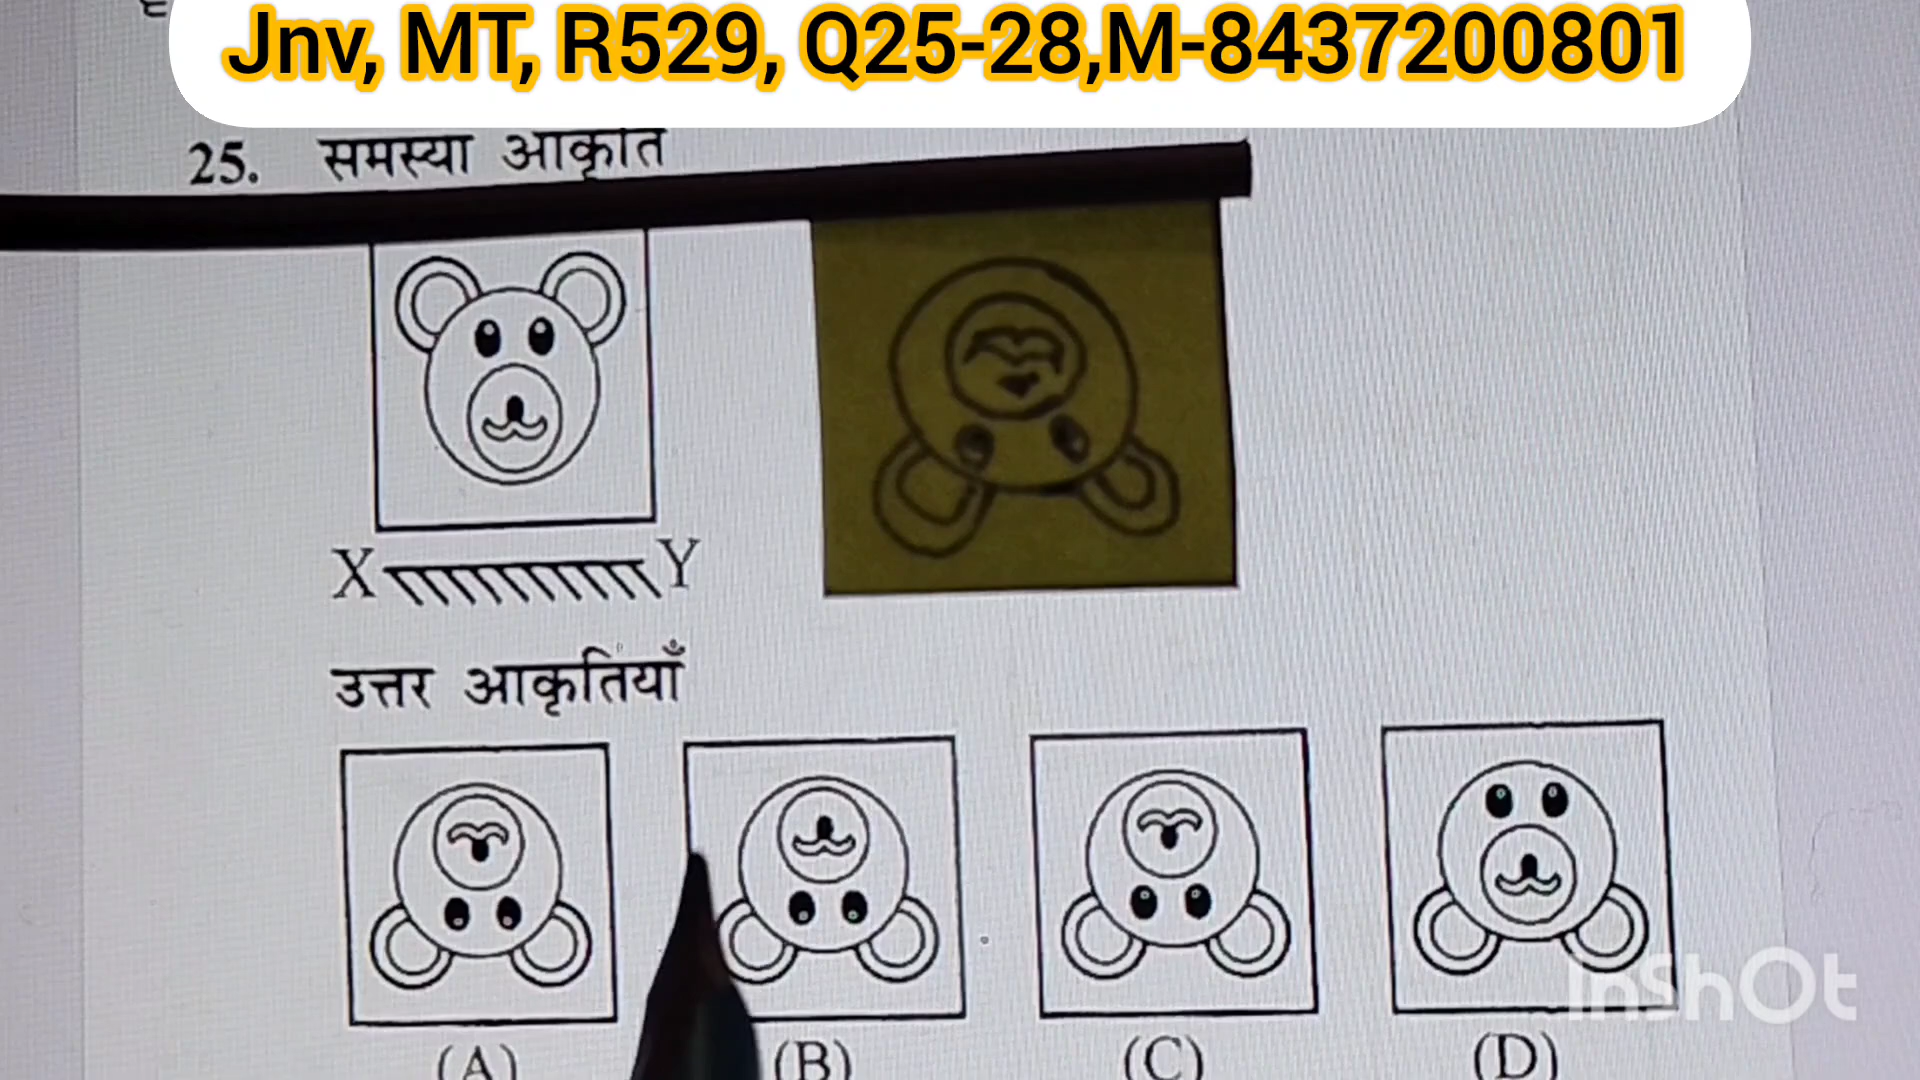 Jnv, MT, R529, Q25-28,M-8437200801
25. समस्या आकृति
X Y
उत्तर आकृतियाँ
(A) (B) (C) (D)
InShOt